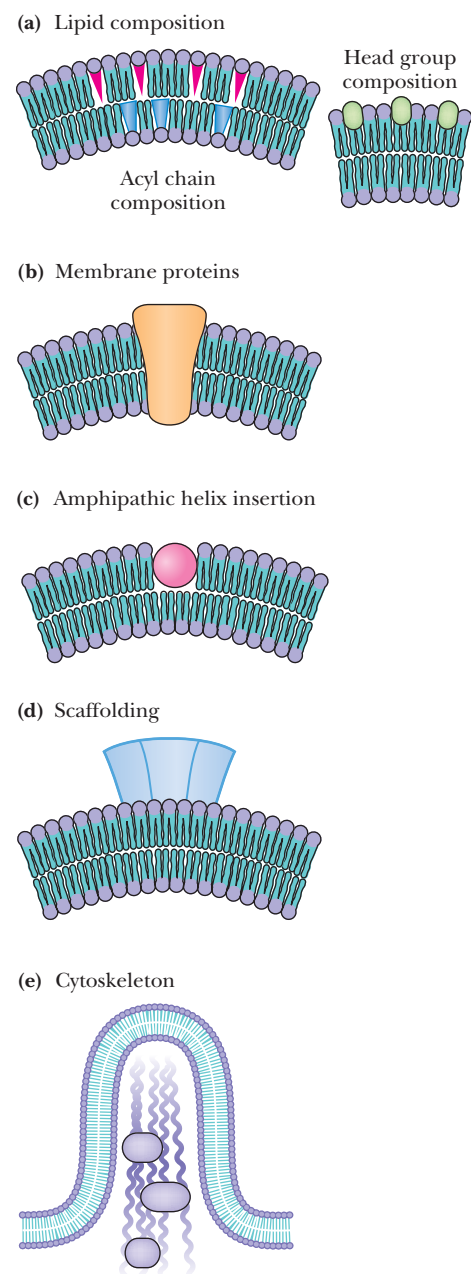 (a) Lipid composition
Head group
composition
Acyl chain
composition
(b) Membrane proteins
(c) Amphipathic helix insertion
(d) Scaffolding
(e) Cytoskeleton